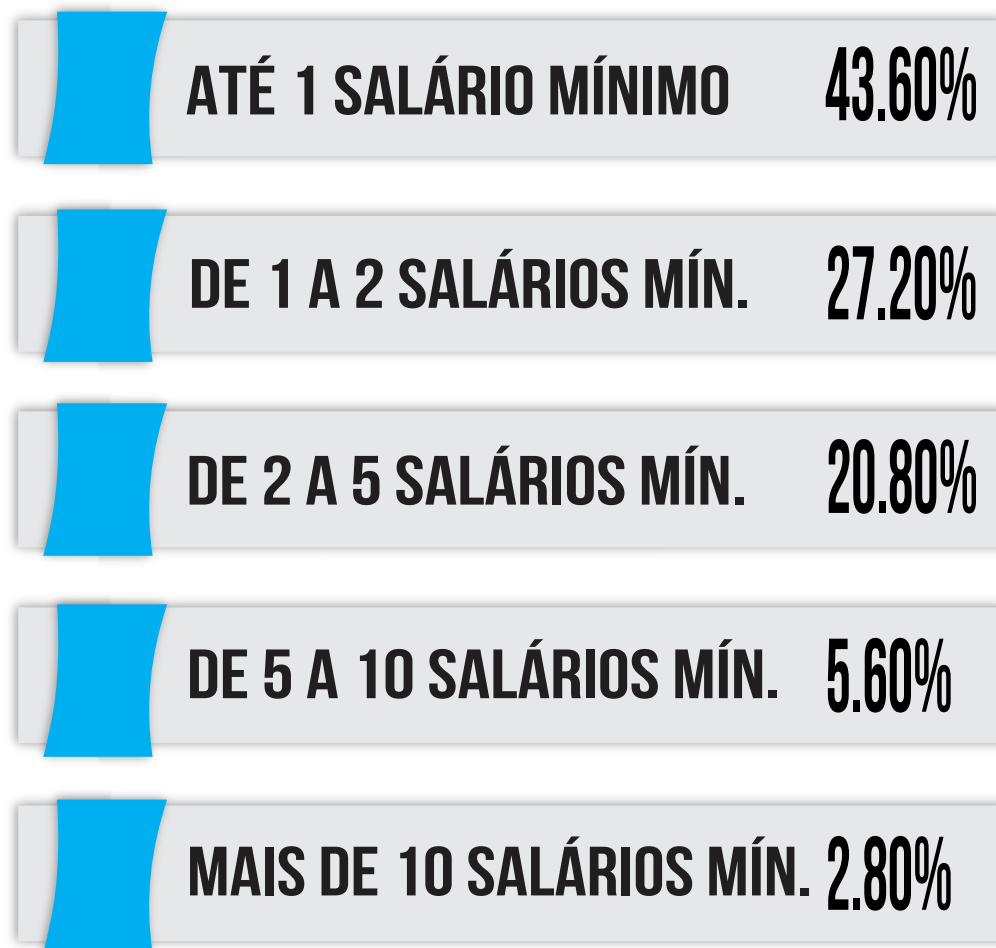 ATÉ 1 SALÁRIO MÍNIMO 43.60%
DE 1 A 2 SALÁRIOS MÍN. 27.20%
DE 2 A 5 SALÁRIOS MÍN. 20.80%
DE 5 A 10 SALÁRIOS MÍN. 5.60%
MAIS DE 10 SALÁRIOS MÍN. 2.80%